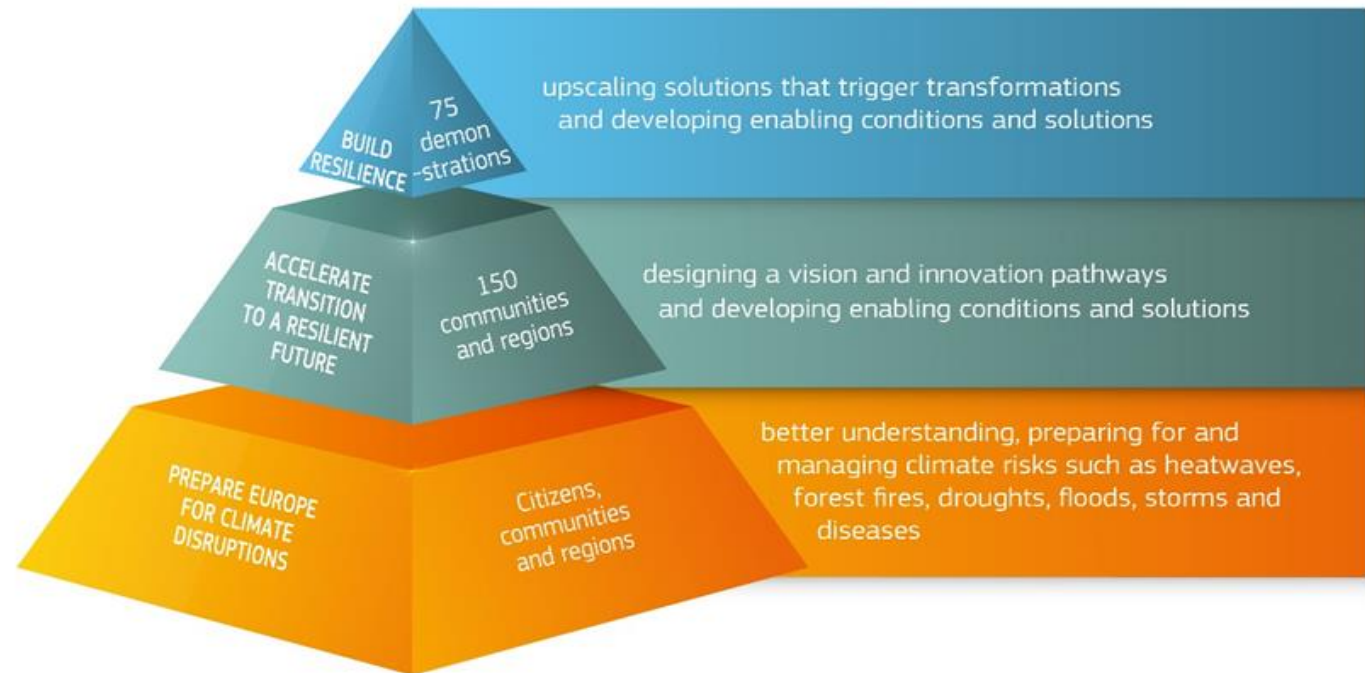 BUILD
RESILIENCE
75
demon
-strations
upscaling solutions that trigger transformations
and developing enabling conditions and solutions
ACCELERATE
TRANSITION
TO A RESILIENT
FUTURE
150
communities
and regions
designing a vision and innovation pathways
and developing enabling conditions and solutions
PREPARE EUROPE
FOR CLIMATE
DISRUPTIONS
Citizens,
communities
and regions
better understanding, preparing for and
managing climate risks such as heatwaves,
forest fires, droughts, floods, storms and
diseases